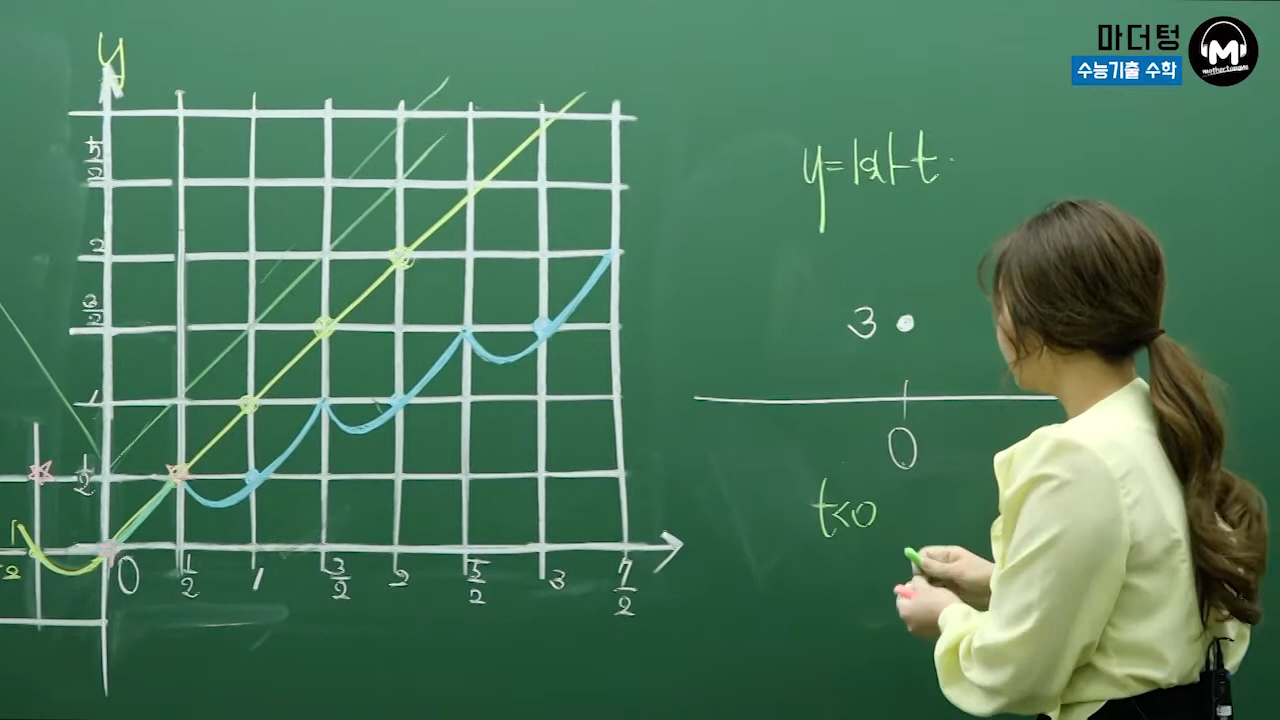 마더텅
수능기출 수학
M
motherTongue
y
5/2
2
3/2
1
1/2
0 1/2 1 3/2 2 5/2 3 7/2
y=|x|-t
3
0
t<0